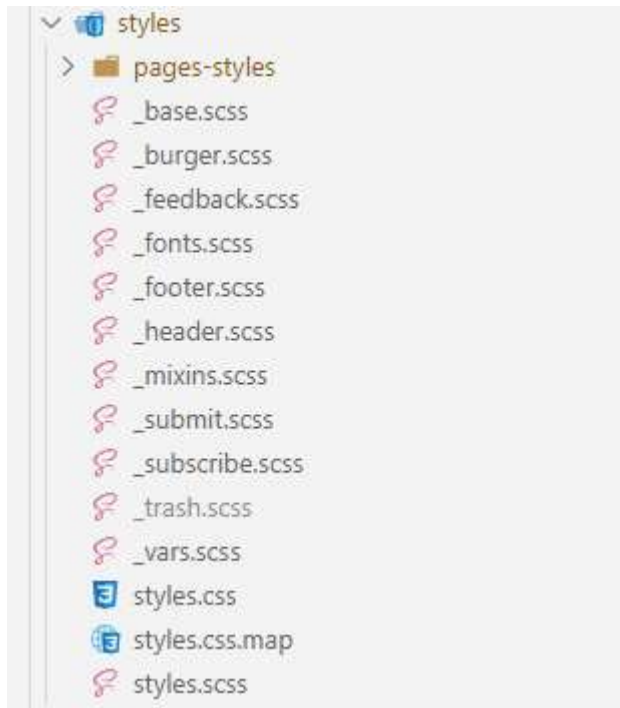 styles
pages-styles
_base.scss
_burger.scss
_feedback.scss
_fonts.scss
_footer.scss
_header.scss
_mixins.scss
_submit.scss
_subscribe.scss
_trash.scss
_vars.scss
styles.css
styles.css.map
styles.scss